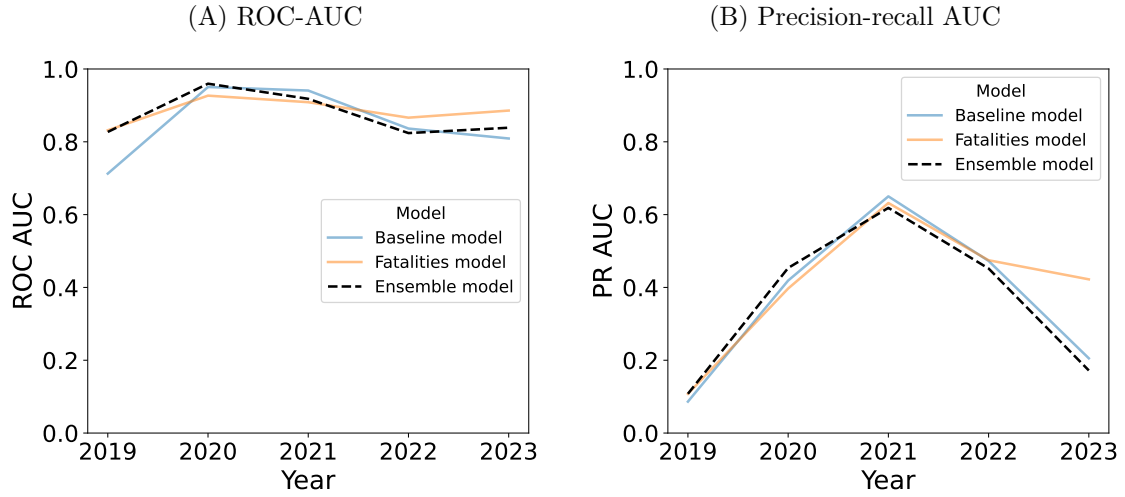 (A) ROC-AUC
1.0
0.8
0.6
0.4
0.2
0.0
ROC AUC
2019 2020 2021 2022 2023
Year
Model
Baseline model
Fatalities model
Ensemble model
(B) Precision-recall AUC
1.0
0.8
0.6
0.4
0.2
0.0
PR AUC
2019 2020 2021 2022 2023
Year
Model
Baseline model
Fatalities model
Ensemble model